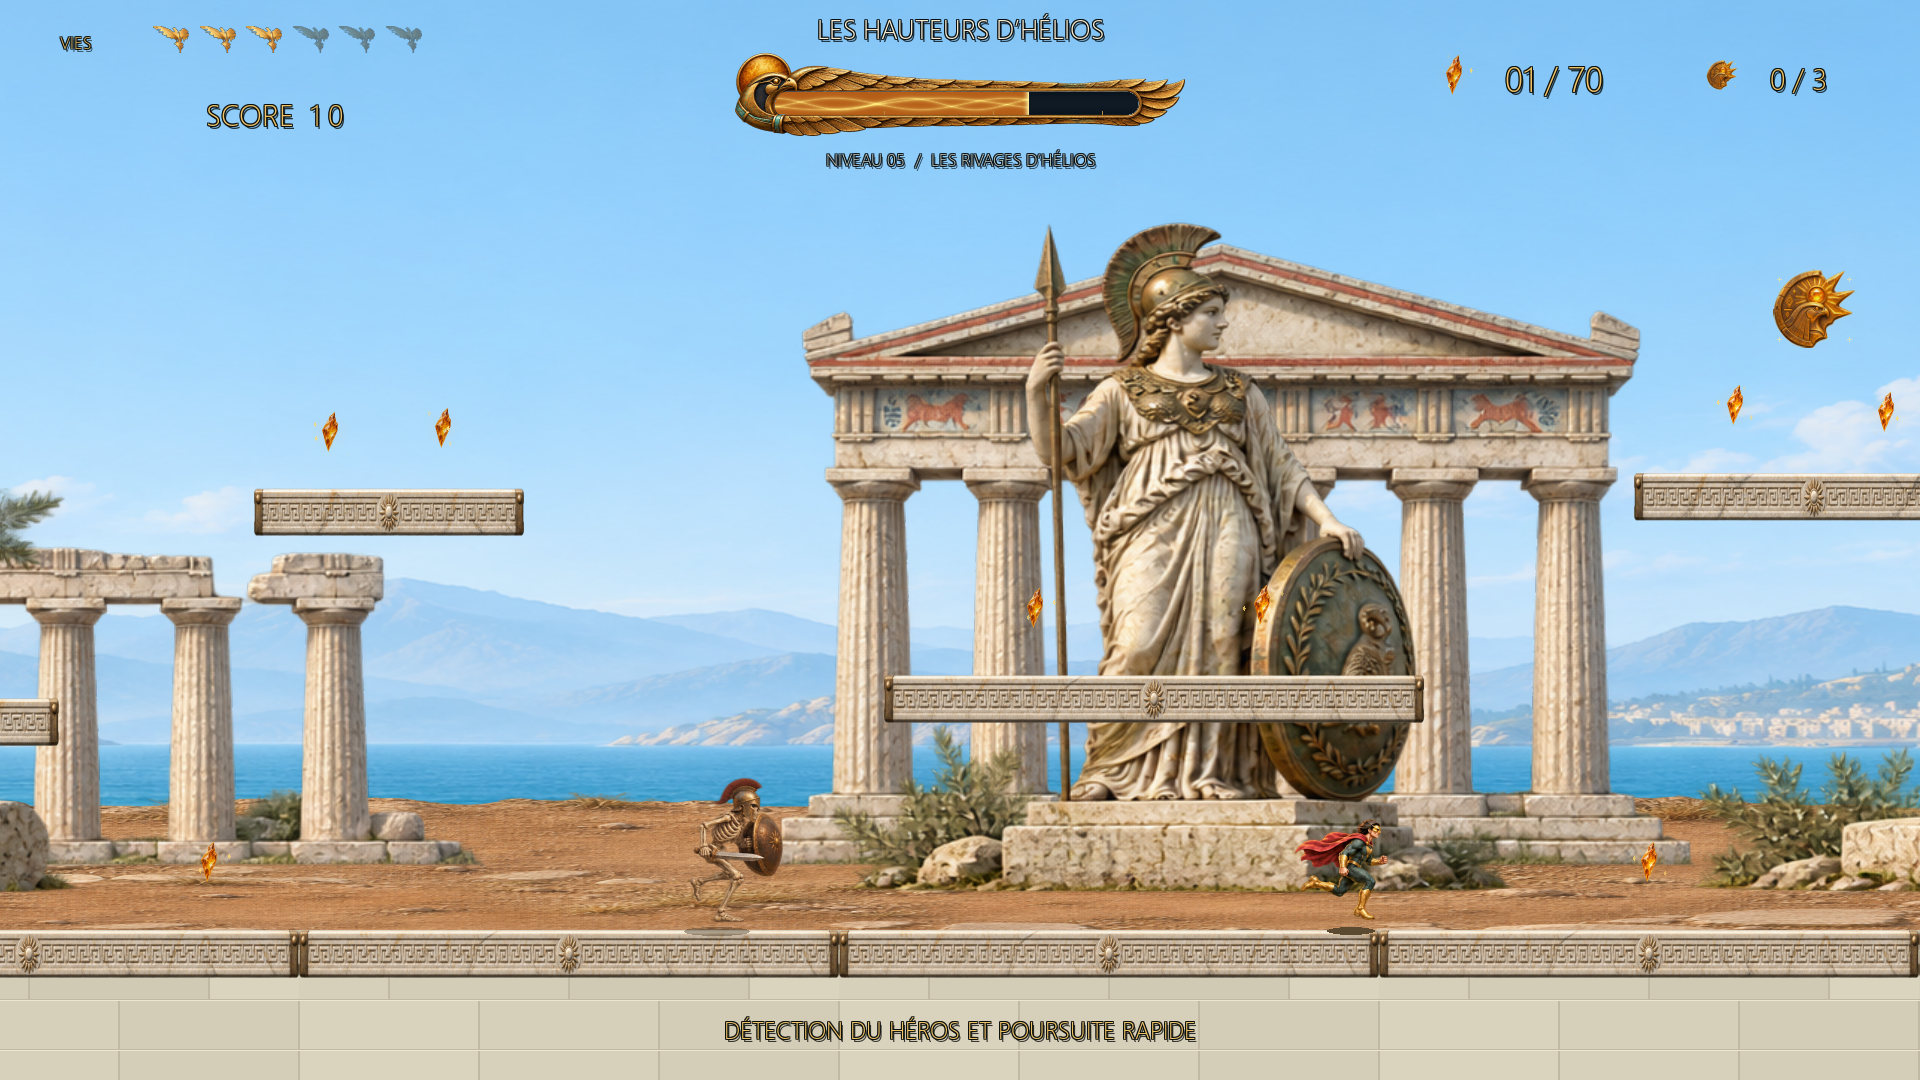 VIES
SCORE 10
LES HAUTEURS D'HÉLIOS
NIVEAU 05 / LES RIVAGES D'HÉLIOS
01 / 70
0 / 3
DÉTECTION DU HÉROS ET POURSUITE RAPIDE